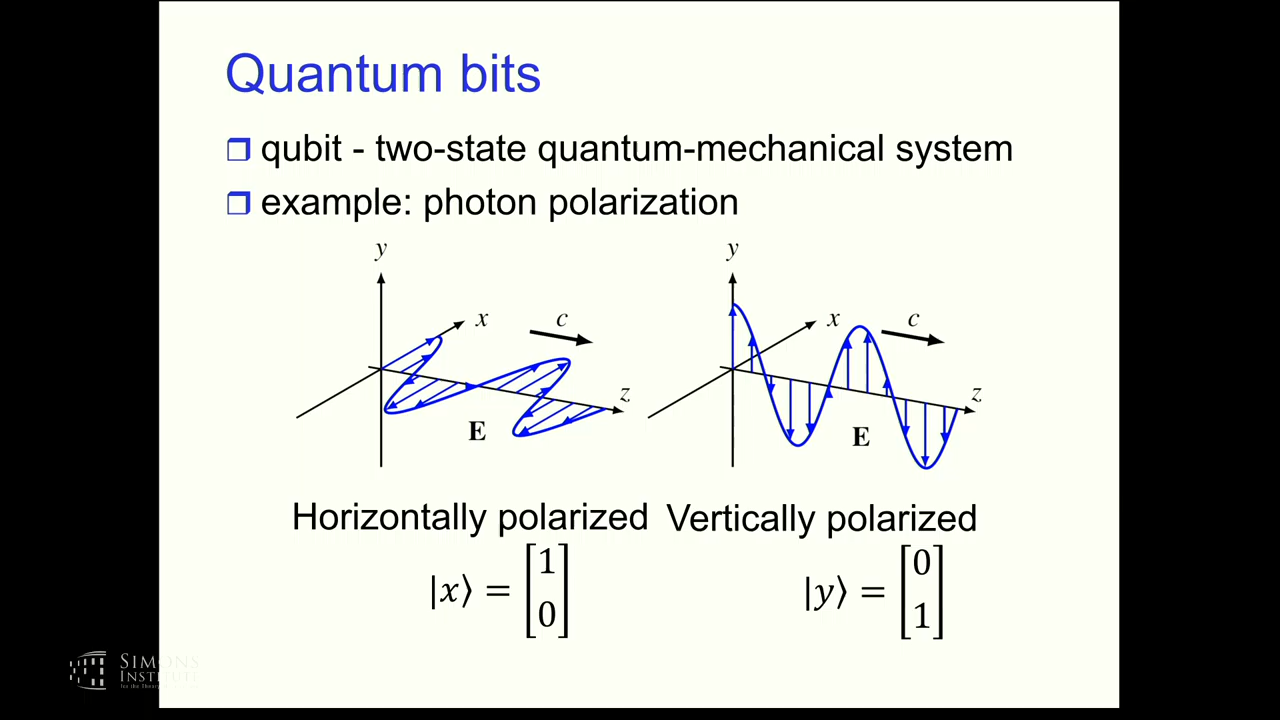 Quantum bits
qubit - two-state quantum-mechanical system
example: photon polarization
y
x
c
z
E
y
x
c
z
E
Horizontally polarized
Vertically polarized
|x⟩ = [1 0]
|y⟩ = [0 1]
SIMONS
INSTITUTE